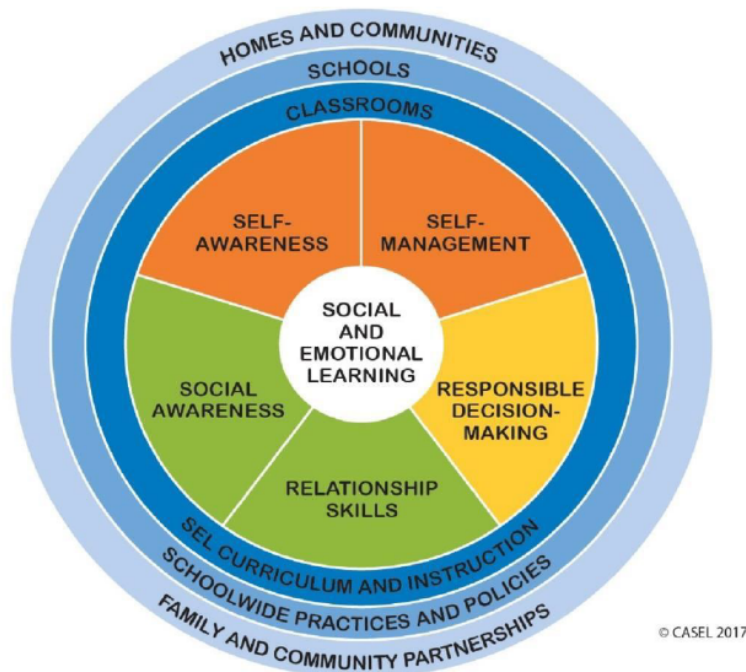 HOMES AND COMMUNITIES
SCHOOLS
CLASSROOMS
SELF-
AWARENESS
SELF-
MANAGEMENT
SOCIAL
AND
EMOTIONAL
LEARNING
SOCIAL
AWARENESS
RESPONSIBLE
DECISION-
MAKING
RELATIONSHIP
SKILLS
SEL CURRICULUM AND INSTRUCTION
SCHOOLWIDE PRACTICES AND POLICIES
FAMILY AND COMMUNITY PARTNERSHIPS
© CASEL 2017